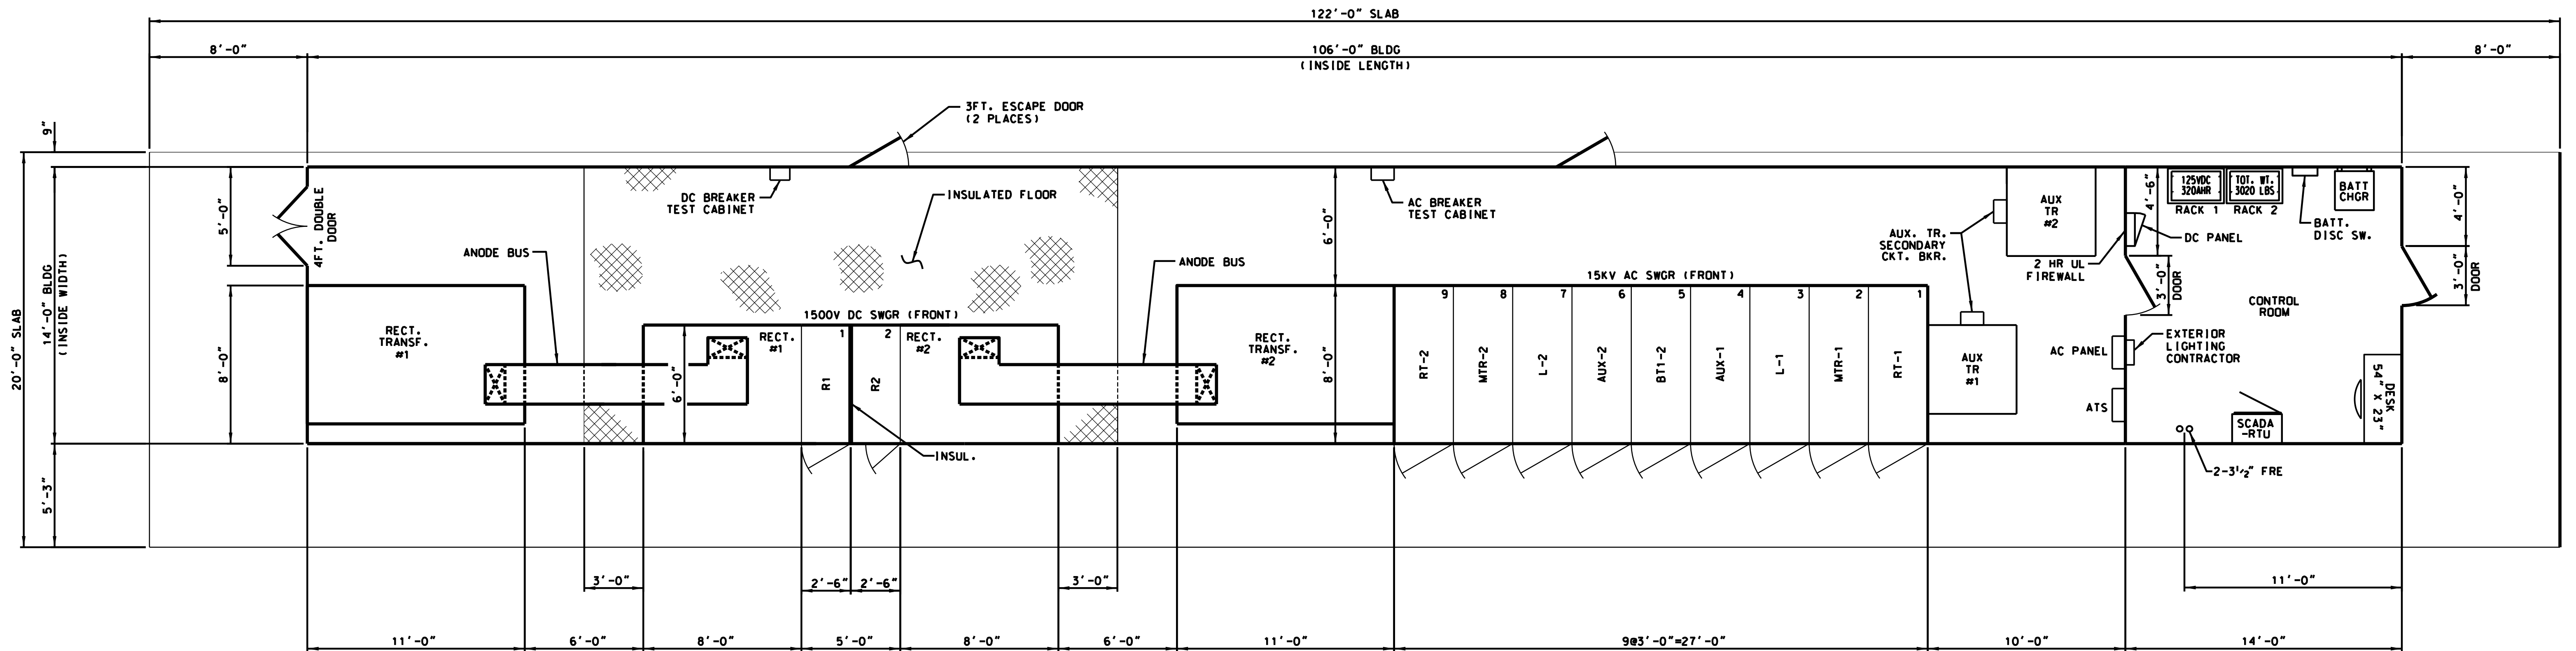 122'-0" SLAB
8'-0"
106'-0" BLDG
(INSIDE LENGTH)
8'-0"
3FT. ESCAPE DOOR
(2 PLACES)
9"
20'-0" SLAB
14'-0" BLDG
(INSIDE WIDTH)
5'-3"
5'-0"
8'-0"
4FT. DOUBLE
DOOR
DC BREAKER
TEST CABINET
INSULATED FLOOR
ANODE BUS
ANODE BUS
AC BREAKER
TEST CABINET
6'-0"
8'-0"
15KV AC SWGR (FRONT)
1500V DC SWGR (FRONT)
RECT.
TRANSF.
#1
6'-0"
RECT.
#1
1
R1
2
R2
RECT.
#2
INSUL.
RECT.
TRANSF.
#2
9
8
7
6
5
4
3
2
1
RT-2
MTR-2
L-2
AUX-2
BT1-2
AUX-1
L-1
MTR-1
RT-1
AUX
TR
#2
AUX. TR.
SECONDARY
CKT. BKR.
AUX
TR
#1
4'-6"
125VDC
320AHR
RACK 1
TOT. WT.
3020 LBS
RACK 2
BATT.
DISC SW.
BATT
CHGR
DC PANEL
2 HR UL
FIREWALL
3'-0"
DOOR
4'-0"
3'-0"
DOOR
CONTROL
ROOM
AC PANEL
EXTERIOR
LIGHTING
CONTRACTOR
ATS
SCADA
-RTU
DESK
54" X 23"
2-3½" FRE
3'-0"
2'-6"
2'-6"
3'-0"
11'-0"
11'-0"
6'-0"
8'-0"
5'-0"
8'-0"
6'-0"
11'-0"
9@3'-0"=27'-0"
10'-0"
14'-0"